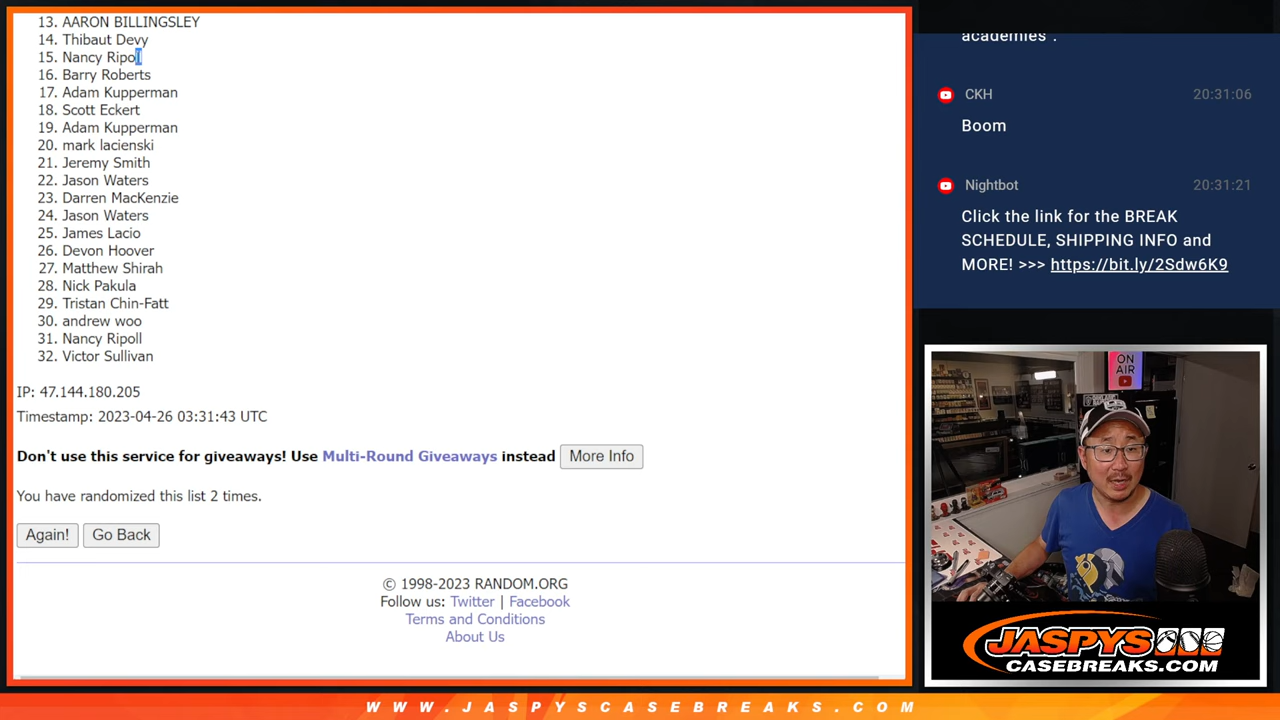 13. AARON BILLINGSLEY
14. Thibaut Devy
15. Nancy Ripoll
16. Barry Roberts
17. Adam Kupperman
18. Scott Eckert
19. Adam Kupperman
20. mark lacienski
21. Jeremy Smith
22. Jason Waters
23. Darren MacKenzie
24. Jason Waters
25. James Lacio
26. Devon Hoover
27. Matthew Shirah
28. Nick Pakula
29. Tristan Chin-Fatt
30. andrew woo
31. Nancy Ripoll
32. Victor Sullivan
IP: 47.144.180.205
Timestamp: 2023-04-26 03:31:43 UTC
Don't use this service for giveaways! Use Multi-Round Giveaways instead More Info
You have randomized this list 2 times.
Again! Go Back
© 1998-2023 RANDOM.ORG
Follow us: Twitter | Facebook
Terms and Conditions
About Us
academies".
CKH 20:31:06
Boom
Nightbot 20:31:21
Click the link for the BREAK
SCHEDULE, SHIPPING INFO and
MORE! >>> https://bit.ly/2Sdw6K9
ON
AIR
JASPYS
CASEBREAKS.COM
WWW.JASPYSCASEBREAKS.COM